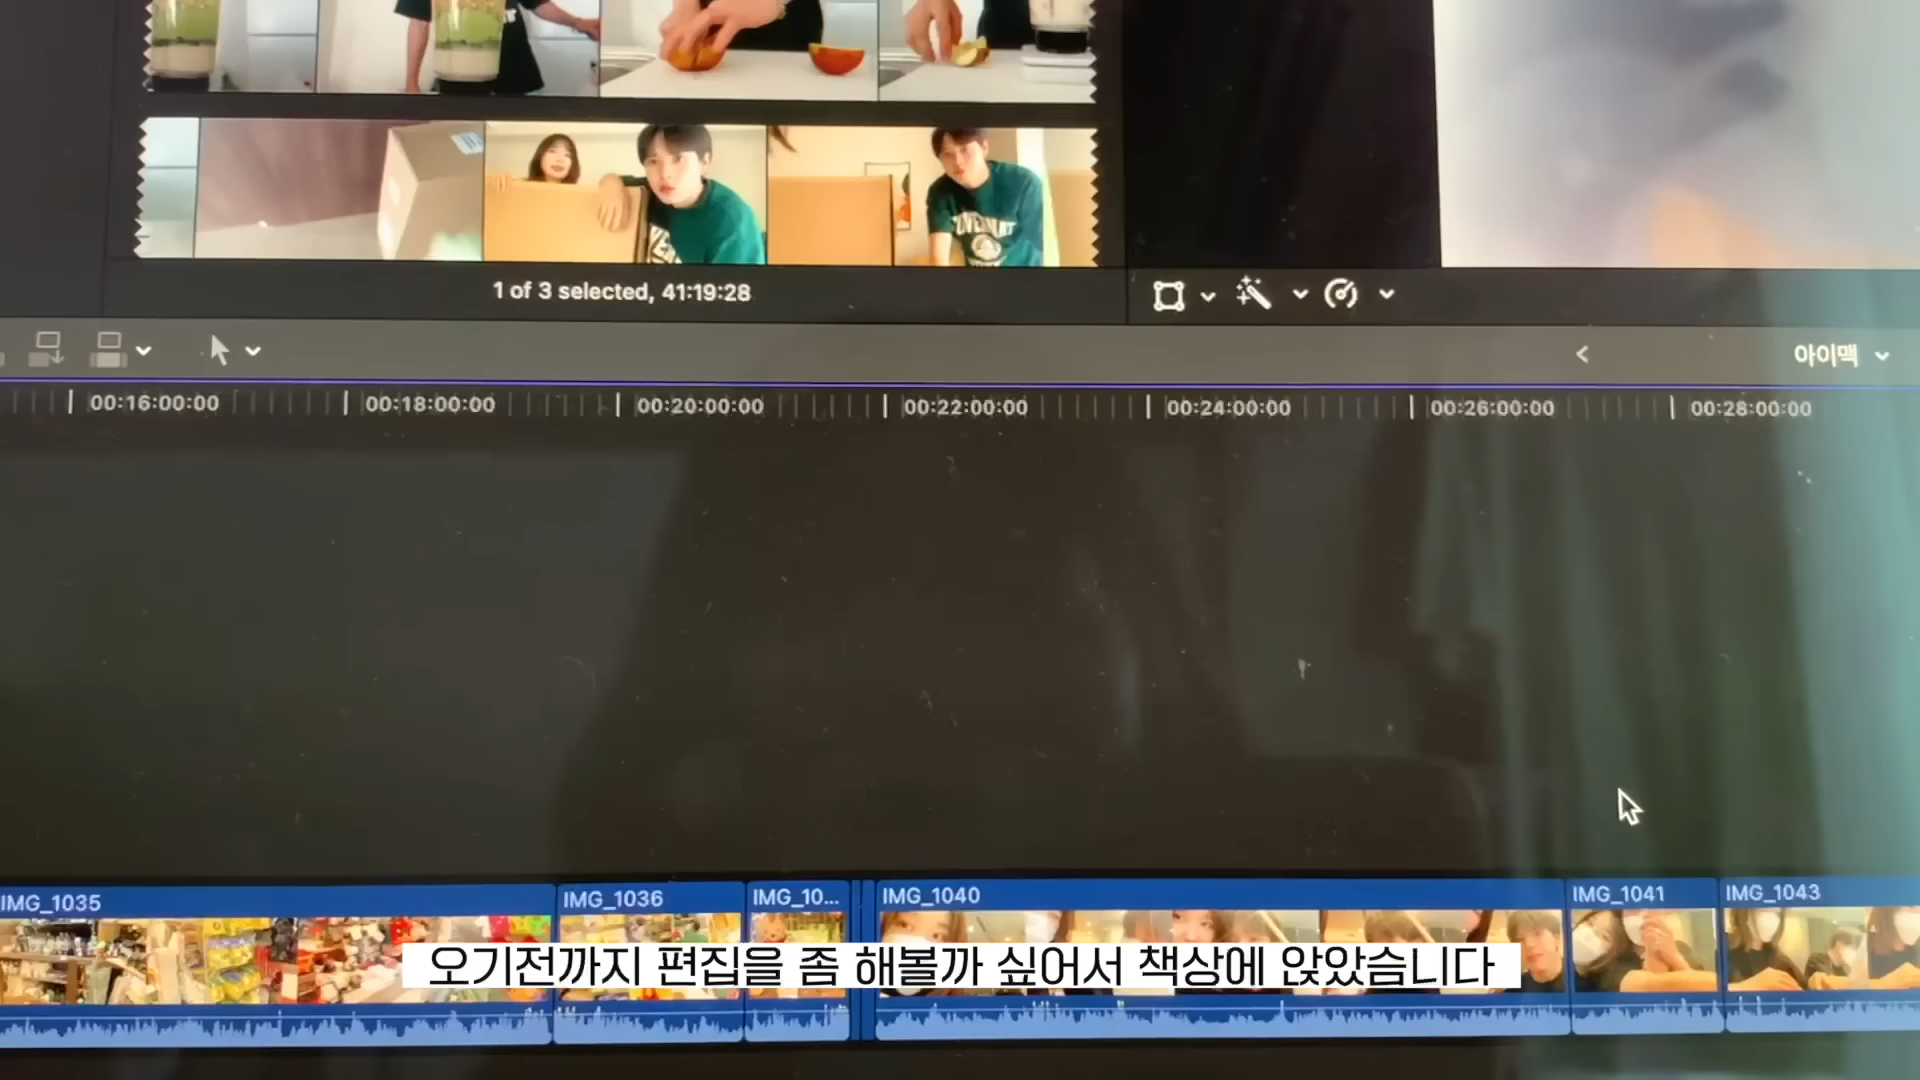 1 of 3 selected, 41:19:28
아이맥
00:16:00:00 00:18:00:00 00:20:00:00 00:22:00:00 00:24:00:00 00:26:00:00 00:28:00:00
IMG_1035 IMG_1036 IMG_10... IMG_1040 IMG_1041 IMG_1043
오기전까지 편집을 좀 해볼까 싶어서 책상에 앉았습니다